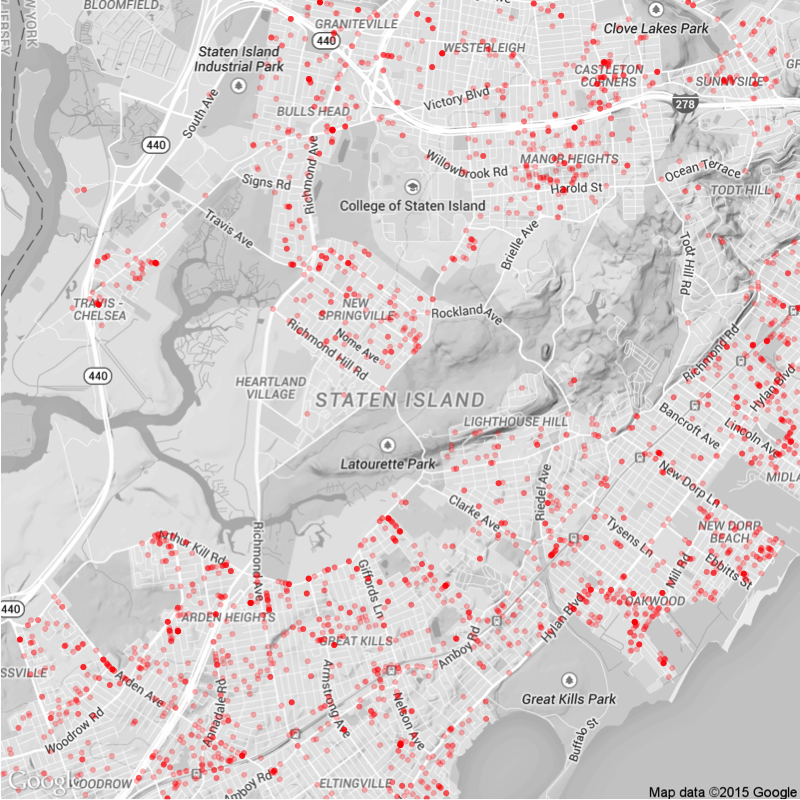 BLOOMFIELD
GRANITEVILLE
440
Clove Lakes Park
JERSEY
NEW YORK
Staten Island
Industrial Park
WESTERLEIGH
CASTLETON
CORNERS
SUNNYSIDE
South Ave
BULLS HEAD
Victory Blvd
278
440
Willowbrook Rd
MANOR HEIGHTS
Ocean Terrace
Signs Rd
Richmond Ave
Harold St
TODT HILL
College of Staten Island
Travis Ave
Brielle Ave
Todt Hill Rd
TRAVIS -
CHELSEA
NEW
SPRINGVILLE
Rockland Ave
Nome Ave
Richmond Hill Rd
Richmond Rd
440
HEARTLAND
VILLAGE
STATEN ISLAND
Hylan Blvd
Bancroft Ave
LIGHTHOUSE HILL
Lincoln Ave
Latourette Park
New Dorp Ln
Riedel Ave
Clarke Ave
Tysens Ln
NEW DORP
BEACH
Arthur Kill Rd
Richmond Ave
Giffords Ln
Mill Rd
Ebbitts St
440
ARDEN HEIGHTS
OAKWOOD
Hylan Blvd
GREAT KILLS
Amboy Rd
SSVILLE
Arden Ave
Armstrong Ave
Great Kills Park
Annadale Rd
Nelson Ave
Woodrow Rd
Buffalo St
Google
WOODROW
Amboy Rd
ELTINGVILLE
Map data ©2015 Google